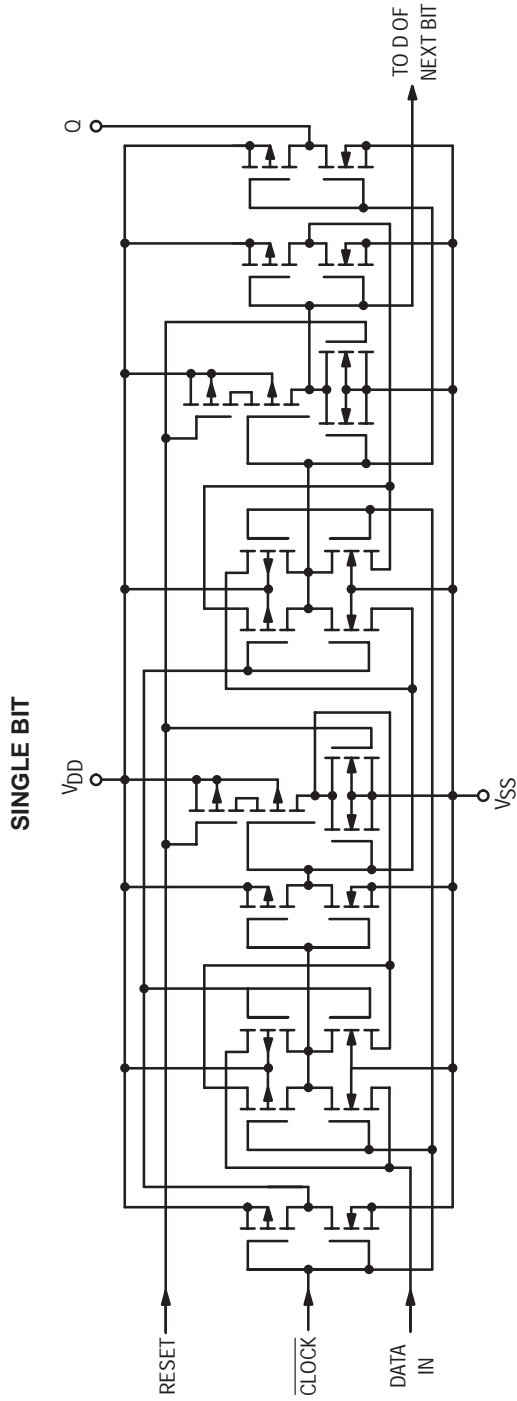 SINGLE BIT
VDD
Q
RESET
CLOCK
DATA
IN
TO D OF
NEXT BIT
VSS